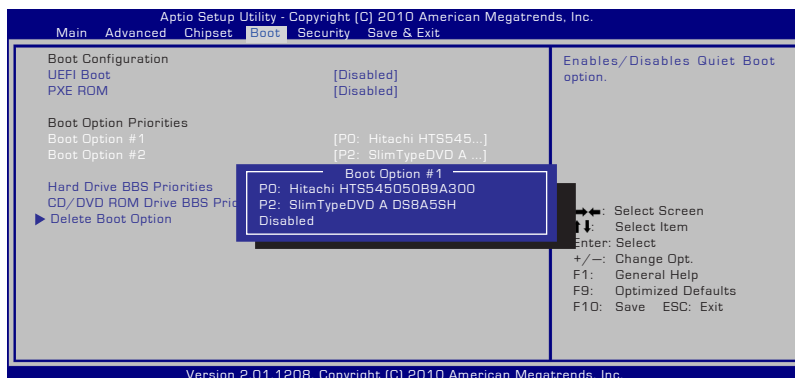 Aptio Setup Utility - Copyright (C) 2010 American Megatrends, Inc.
Main Advanced Chipset Boot Security Save & Exit
Boot Configuration
UEFI Boot [Disabled]
PXE ROM [Disabled]
Boot Option Priorities
Boot Option #1 [P0: Hitachi HTS545...]
Boot Option #2 [P2: SlimTypeDVD A ...]
Hard Drive BBS Priorities
CD/DVD ROM Drive BBS Prio
Delete Boot Option
Boot Option #1
P0: Hitachi HTS545050B9A300
P2: SlimTypeDVD A DS8A5SH
Disabled
Enables/Disables Quiet Boot
option.
→←: Select Screen
↑↓: Select Item
Enter: Select
+/—: Change Opt.
F1: General Help
F9: Optimized Defaults
F10: Save ESC: Exit
Version 2.01.1208. Copyright (C) 2010 American Megatrends, Inc.